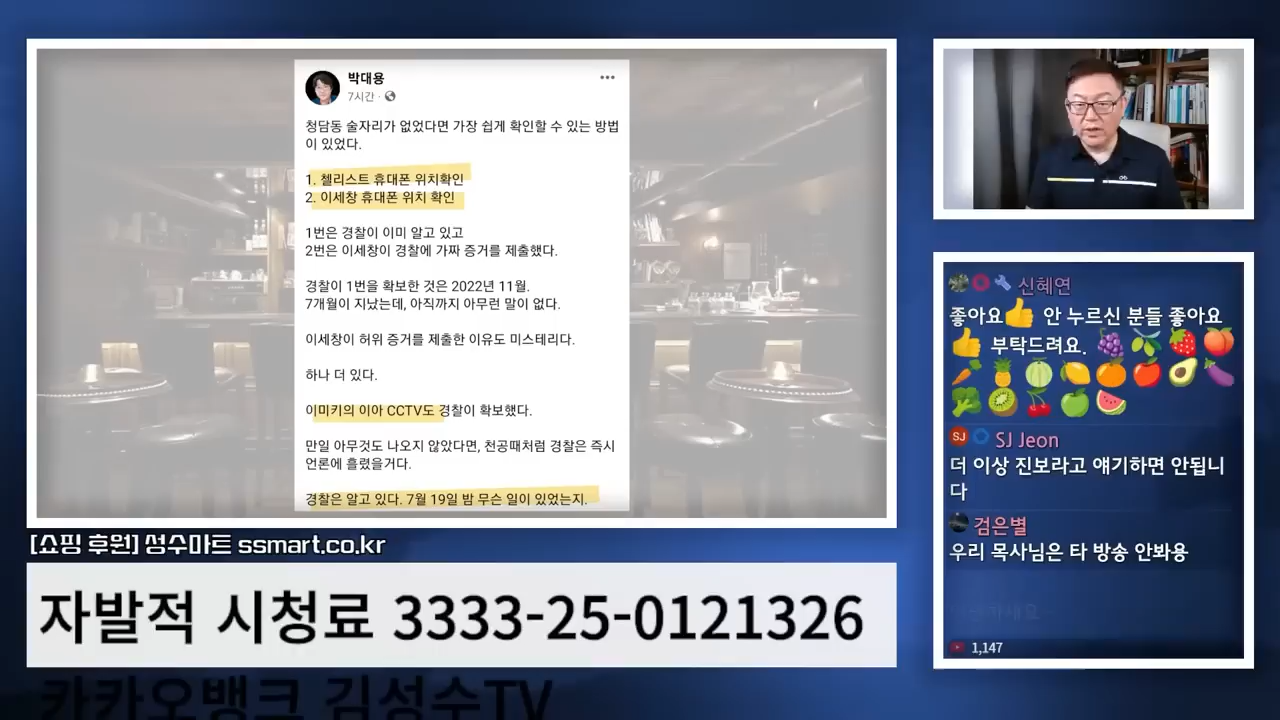 박대용
7시간
청담동 술자리가 없었다면 가장 쉽게 확인할 수 있는 방법
이 있었다.
1. 첼리스트 휴대폰 위치확인
2. 이세창 휴대폰 위치 확인
1번은 경찰이 이미 알고 있고
2번은 이세창이 경찰에 가짜 증거를 제출했다.
경찰이 1번을 확보한 것은 2022년 11월.
7개월이 지났는데, 아직까지 아무런 말이 없다.
이세창이 허위 증거를 제출한 이유도 미스테리다.
하나 더 있다.
이미키의 이아 CCTV도 경찰이 확보했다.
만일 아무것도 나오지 않았다면, 천공때처럼 경찰은 즉시
언론에 흘렸을거다.
경찰은 알고 있다. 7월 19일 밤 무슨 일이 있었는지.
[쇼핑 후원] 성수마트 ssmart.co.kr
자발적 시청료 3333-25-0121326
카카오뱅크 김성수TV
신혜연
좋아요👍 안 누르신 분들 좋아요
👍 부탁드려요. 🍇🫒🍓🍑
🥕🍍🍈🍋🍊🍎🥑🍆
🥦🥝🍒🍏🍉
SJ SJ Jeon
더 이상 진보라고 얘기하면 안됩니
다
검은별
우리 목사님은 타 방송 안봐용
1,147